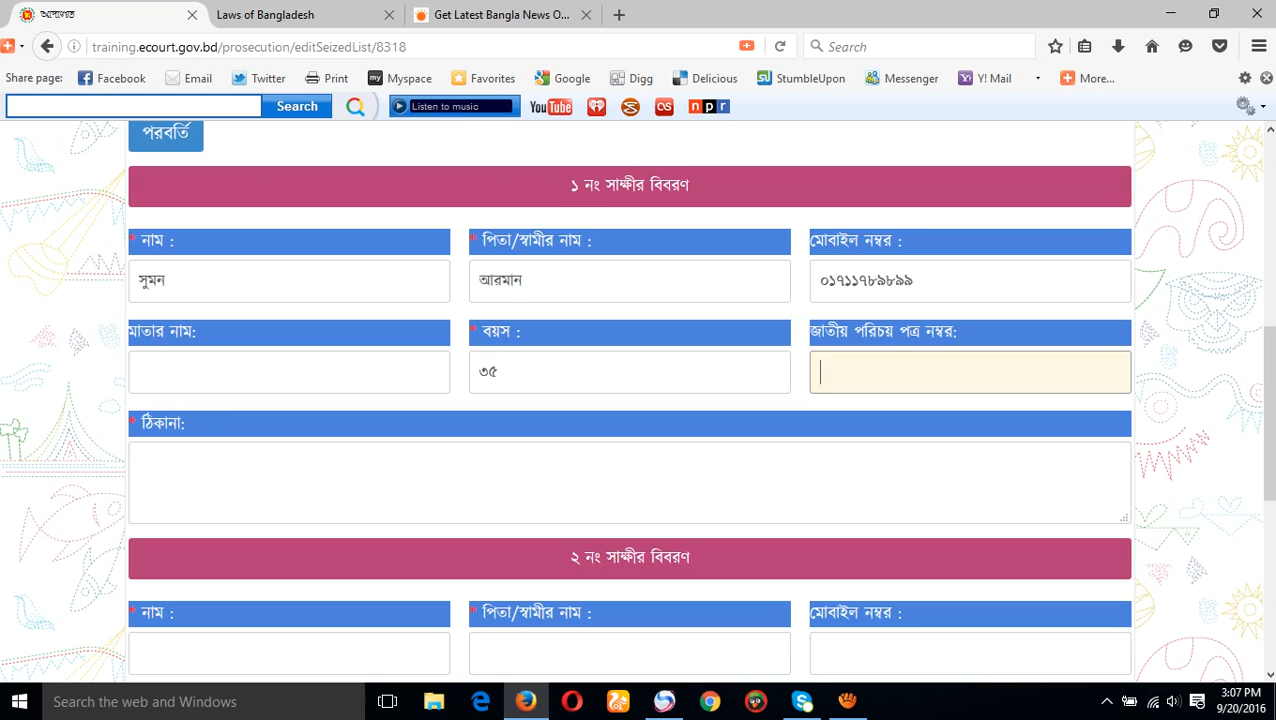 আদালত
Laws of Bangladesh
Get Latest Bangla News O...
training.ecourt.gov.bd/prosecution/editSeizedList/8318
Search
Share page: Facebook Email Twitter Print Myspace Favorites Google Digg Delicious StumbleUpon Messenger Y! Mail More...
Search Listen to music YouTube as npr
পরবর্তি
১ নং সাক্ষীর বিবরণ
* নাম : * পিতা/স্বামীর নাম : মোবাইল নম্বর :
সুমন আরমান ০১৭১১৭৮৯৮৯৯
মাতার নাম: * বয়স : জাতীয় পরিচয় পত্র নম্বর:
৩৫
* ঠিকানা:
২ নং সাক্ষীর বিবরণ
* নাম : * পিতা/স্বামীর নাম : মোবাইল নম্বর :
Search the web and Windows
3:07 PM
9/20/2016